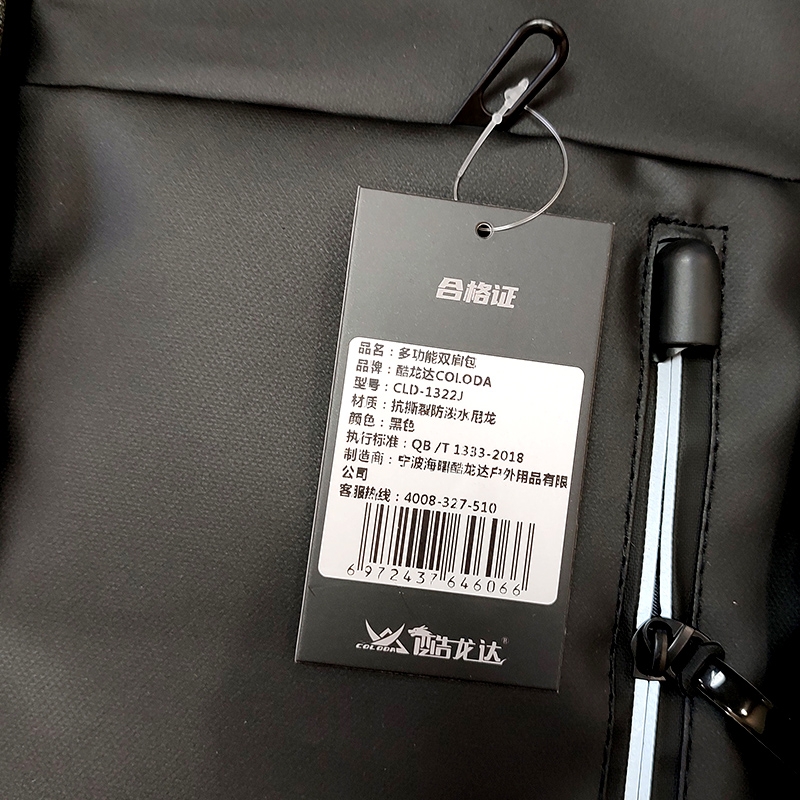 合格证
品名：多功能双肩包
品牌：酷龙达COLODA
型号：CLD-1322J
材质：抗撕裂防泼水尼龙
颜色：黑色
执行标准：QB/T 1333-2018
制造商：宁波海曙酷龙达户外用品有限
公司
客服热线：4008-327-510
6 972437 646066
COLODA 酷龙达®